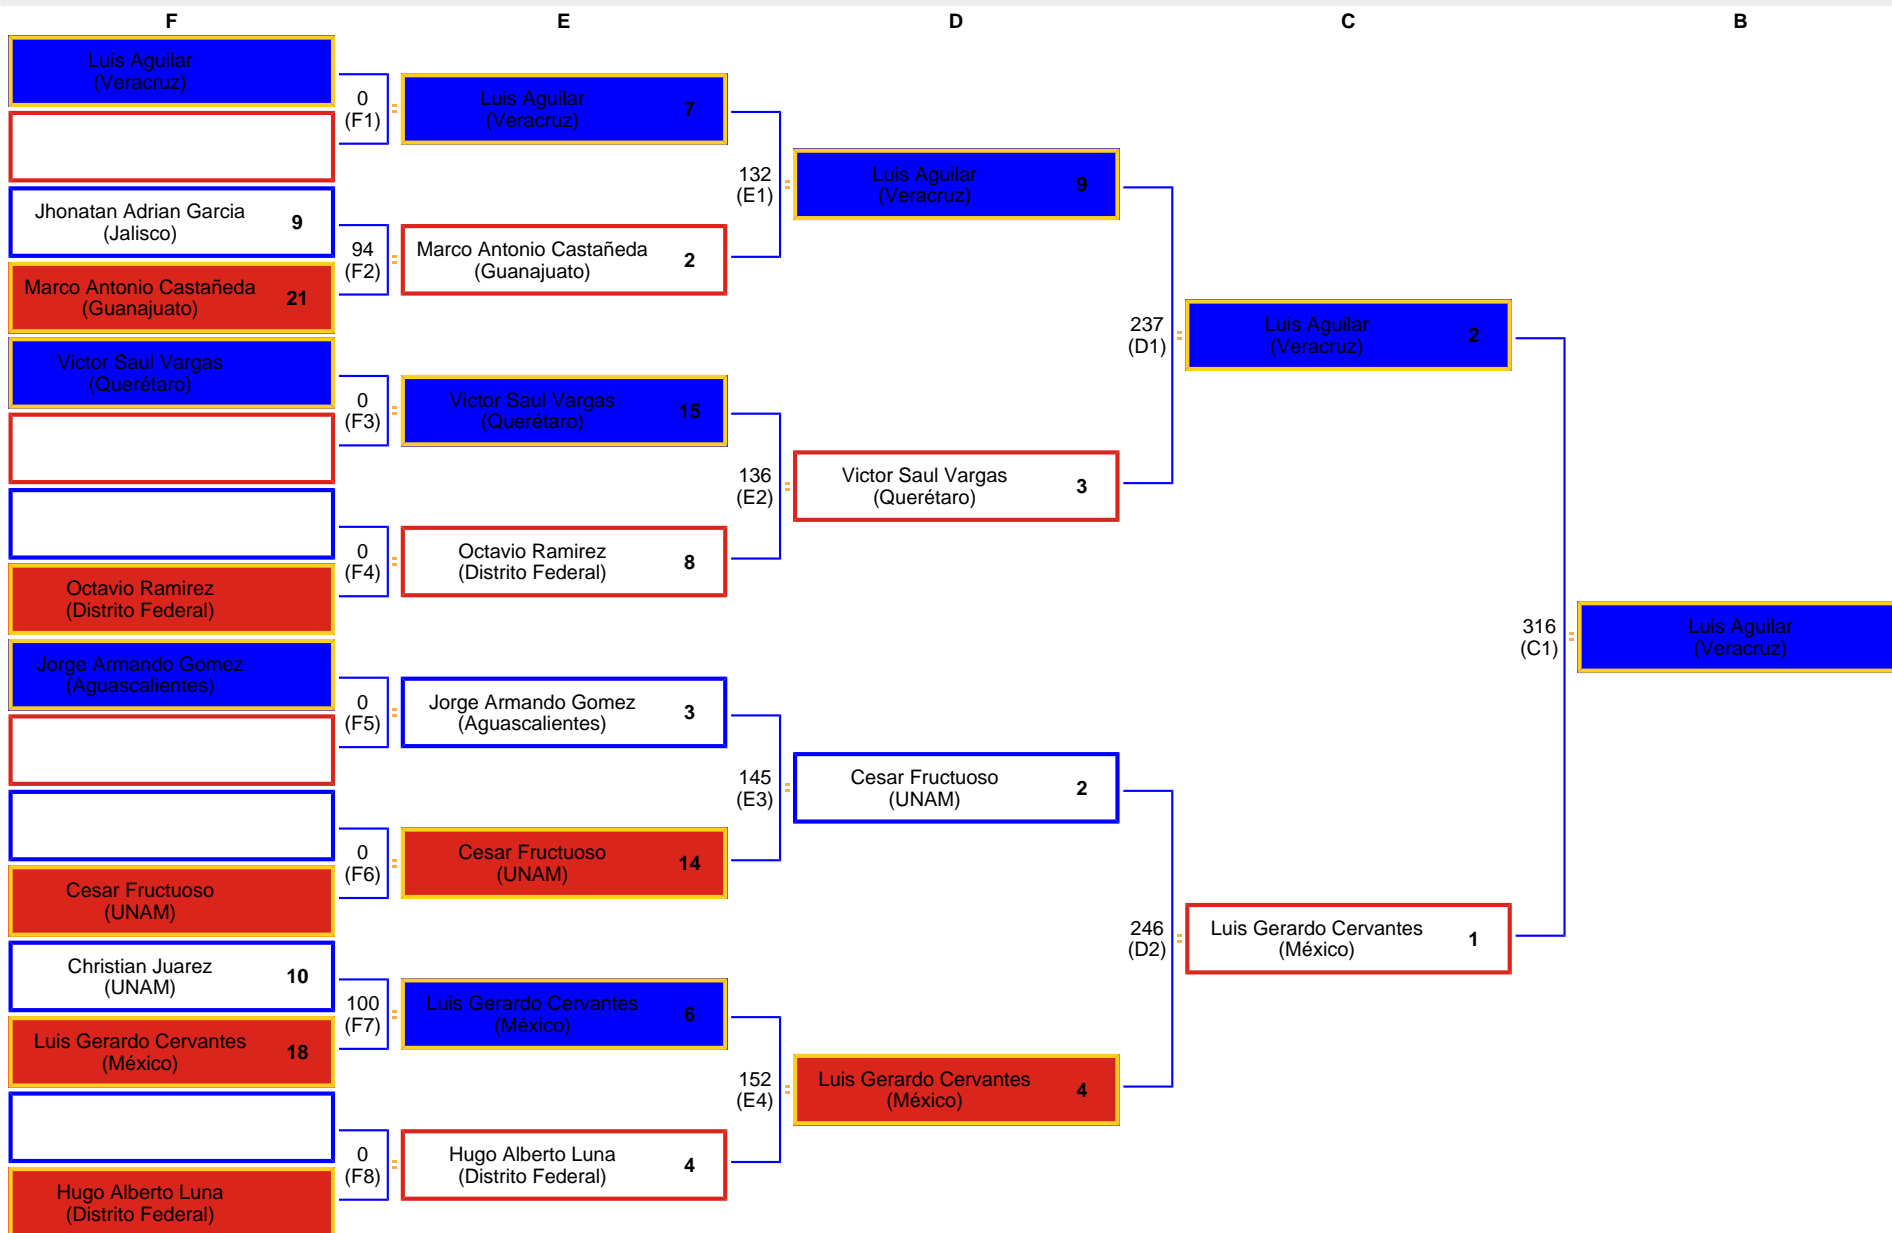 F
E
D
C
B
Luis Aguilar
(Veracruz)
0
(F1)
Jhonatan Adrian Garcia
(Jalisco)
9
94
(F2)
Marco Antonio Castañeda
(Guanajuato)
21
Victor Saul Vargas
(Querétaro)
0
(F3)
0
(F4)
Octavio Ramirez
(Distrito Federal)
Jorge Armando Gomez
(Aguascalientes)
0
(F5)
0
(F6)
Cesar Fructuoso
(UNAM)
Christian Juarez
(UNAM)
10
100
(F7)
Luis Gerardo Cervantes
(México)
18
0
(F8)
Hugo Alberto Luna
(Distrito Federal)
Luis Aguilar
(Veracruz)
7
132
(E1)
Marco Antonio Castañeda
(Guanajuato)
2
Victor Saul Vargas
(Querétaro)
15
136
(E2)
Octavio Ramirez
(Distrito Federal)
8
Jorge Armando Gomez
(Aguascalientes)
3
145
(E3)
Cesar Fructuoso
(UNAM)
14
Luis Gerardo Cervantes
(México)
6
152
(E4)
Hugo Alberto Luna
(Distrito Federal)
4
Luis Aguilar
(Veracruz)
9
237
(D1)
Victor Saul Vargas
(Querétaro)
3
Cesar Fructuoso
(UNAM)
2
246
(D2)
Luis Gerardo Cervantes
(México)
4
Luis Aguilar
(Veracruz)
2
316
(C1)
Luis Gerardo Cervantes
(México)
1
Luis Aguilar
(Veracruz)